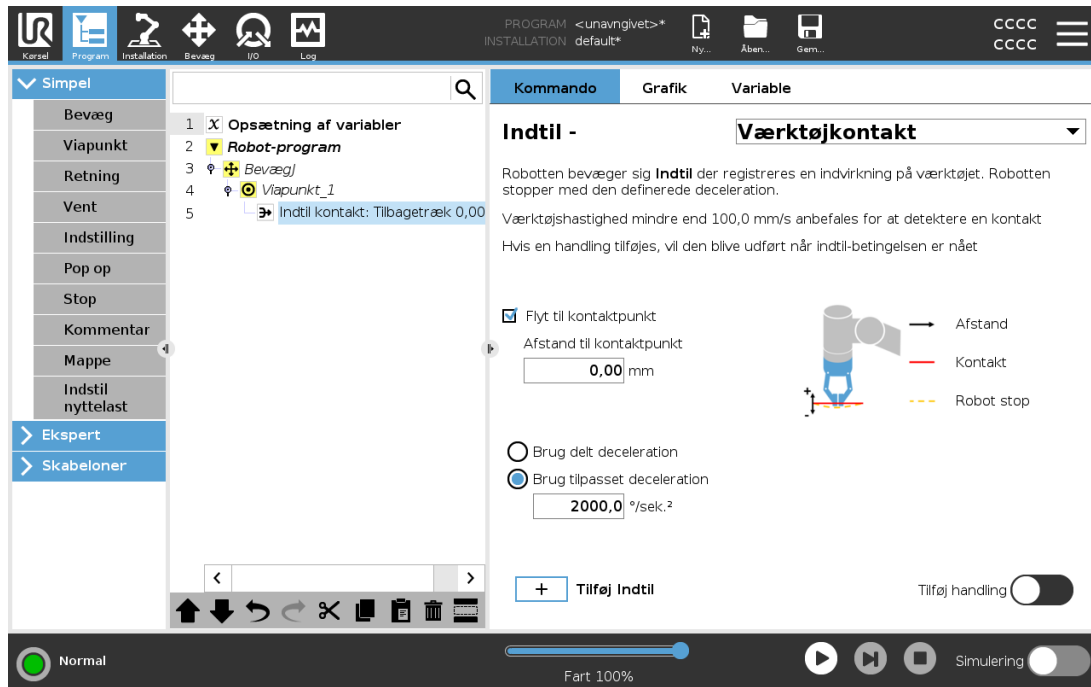 UR
Kørsel
Program
Installation
Bevæg
I/O
Log
PROGRAM <unavngivet>*
INSTALLATION default*
Ny...
Åben...
Gem...
CCCC
CCCC
Simpel
Bevæg
Viapunkt
Retning
Vent
Indstilling
Pop op
Stop
Kommentar
Mappe
Indstil
nyttelast
Ekspert
Skabeloner
1 X Opsætning af variabler
2 Robot-program
3 BevægJ
4 Viapunkt_1
5 Indtil kontakt: Tilbagetræk 0,00
Kommando Grafik Variable
Indtil - Værktøjkontakt
Robotten bevæger sig Indtil der registreres en indvirkning på værktøjet. Robotten
stopper med den definerede deceleration.
Værktøjshastighed mindre end 100,0 mm/s anbefales for at detektere en kontakt
Hvis en handling tilføjes, vil den blive udført når indtil-betingelsen er nået
Flyt til kontaktpunkt
Afstand til kontaktpunkt
0,00 mm
+
-
Afstand
Kontakt
Robot stop
Brug delt deceleration
Brug tilpasset deceleration
2000,0 °/sek.²
+ Tilføj Indtil
Tilføj handling
Normal
Fart 100%
Simulering